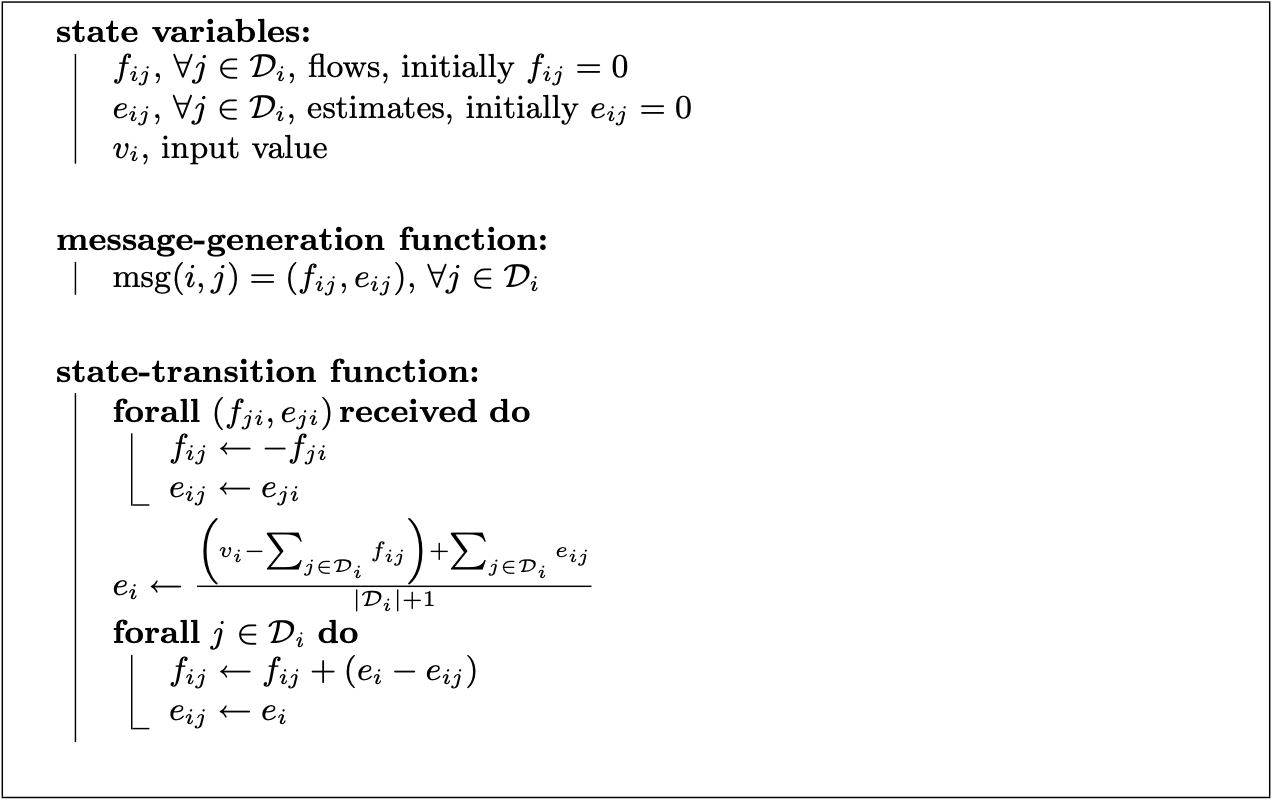 state variables:
f_{ij}, ∀j ∈ 𝒟_i, flows, initially f_{ij} = 0
e_{ij}, ∀j ∈ 𝒟_i, estimates, initially e_{ij} = 0
v_i, input value
message-generation function:
msg(i, j) = (f_{ij}, e_{ij}), ∀j ∈ 𝒟_i
state-transition function:
forall (f_{ji}, e_{ji}) received do
f_{ij} ← −f_{ji}
e_{ij} ← e_{ji}
e_i ← \frac{(v_i − ∑_{j∈𝒟_i} f_{ij}) + ∑_{j∈𝒟_i} e_{ij}}{|𝒟_i|+1}
forall j ∈ 𝒟_i do
f_{ij} ← f_{ij} + (e_i − e_{ij})
e_{ij} ← e_i